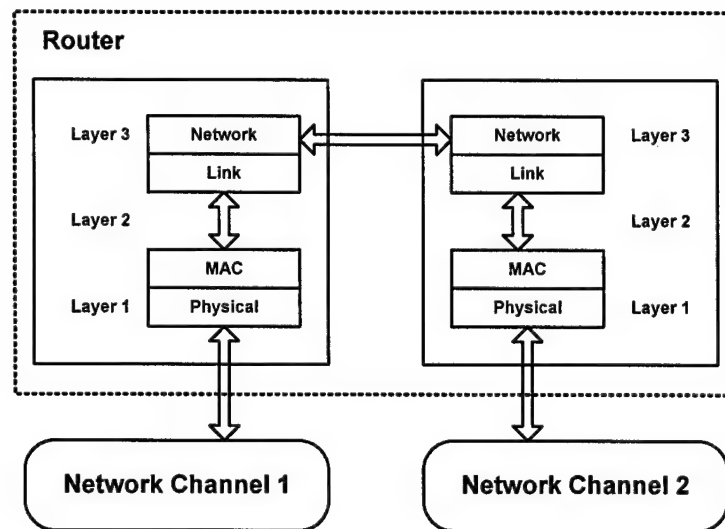 Router
Layer 3
Network
Link
Layer 2
MAC
Layer 1
Physical
Network
Layer 3
Link
Layer 2
MAC
Physical
Layer 1
Network Channel 1
Network Channel 2